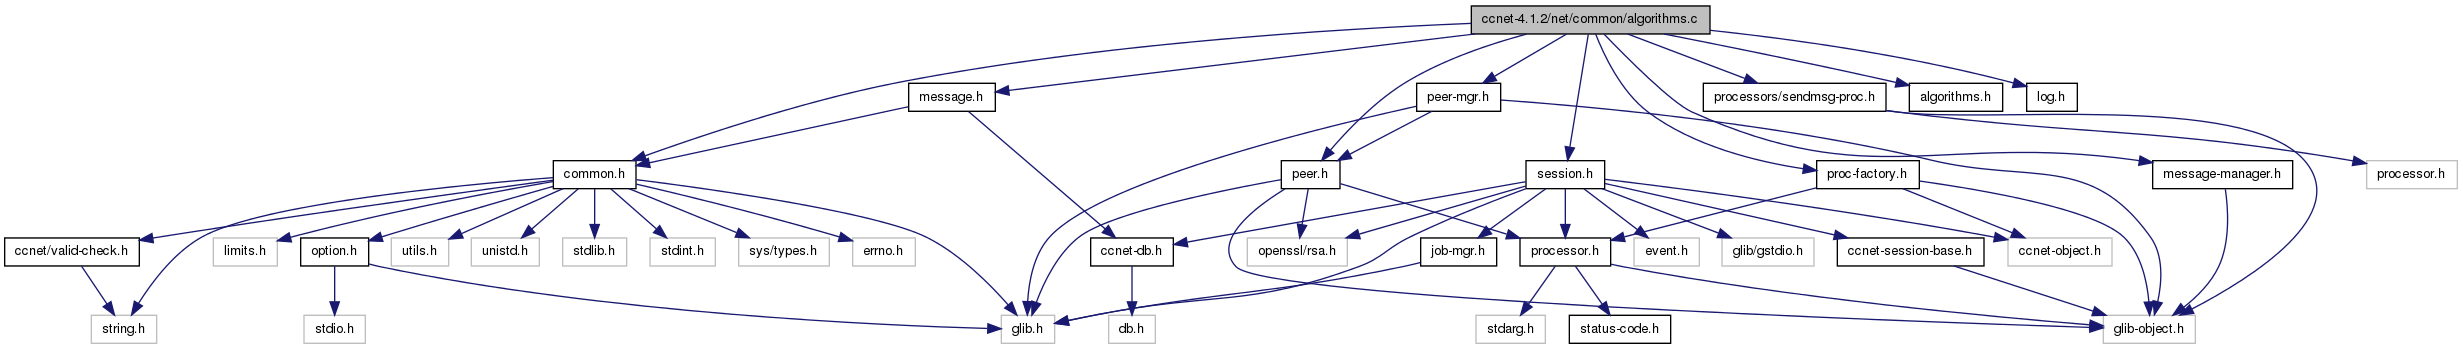 ccnet-4.1.2/net/common/algorithms.c
message.h
peer-mgr.h
processors/sendmsg-proc.h
algorithms.h
log.h
common.h
peer.h
session.h
proc-factory.h
message-manager.h
processor.h
ccnet/valid-check.h
limits.h
option.h
utils.h
unistd.h
stdlib.h
stdint.h
sys/types.h
errno.h
ccnet-db.h
openssl/rsa.h
job-mgr.h
processor.h
event.h
glib/gstdio.h
ccnet-session-base.h
ccnet-object.h
string.h
stdio.h
glib.h
db.h
stdarg.h
status-code.h
glib-object.h